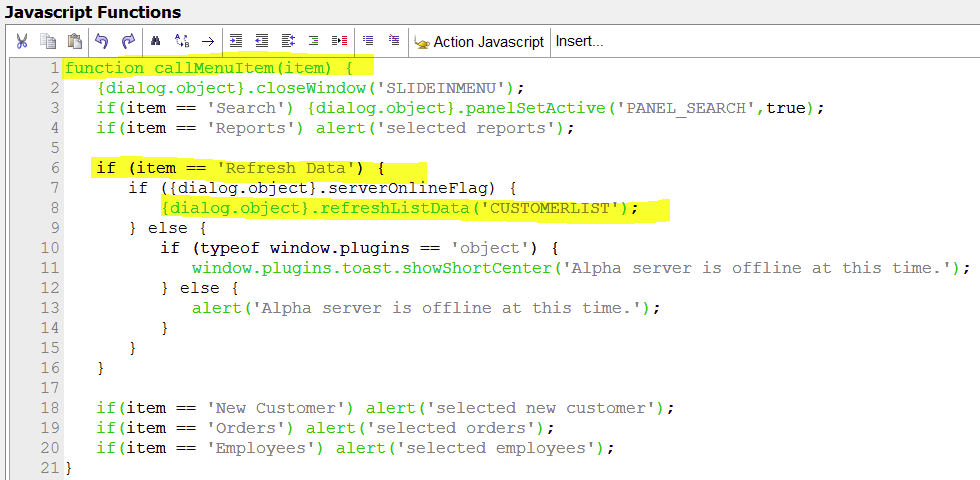 Javascript Functions
Action Javascript Insert...
1 function callMenuItem(item) {
2 {dialog.object}.closeWindow('SLIDEINMENU');
3 if(item == 'Search') {dialog.object}.panelSetActive('PANEL_SEARCH',true);
4 if(item == 'Reports') alert('selected reports');
5
6 if (item == 'Refresh Data') {
7 if ({dialog.object}.serverOnlineFlag) {
8 {dialog.object}.refreshListData('CUSTOMERLIST');
9 } else {
10 if (typeof window.plugins == 'object') {
11 window.plugins.toast.showShortCenter('Alpha server is offline at this time.');
12 } else {
13 alert('Alpha server is offline at this time.');
14 }
15 }
16 }
17
18 if(item == 'New Customer') alert('selected new customer');
19 if(item == 'Orders') alert('selected orders');
20 if(item == 'Employees') alert('selected employees');
21 }